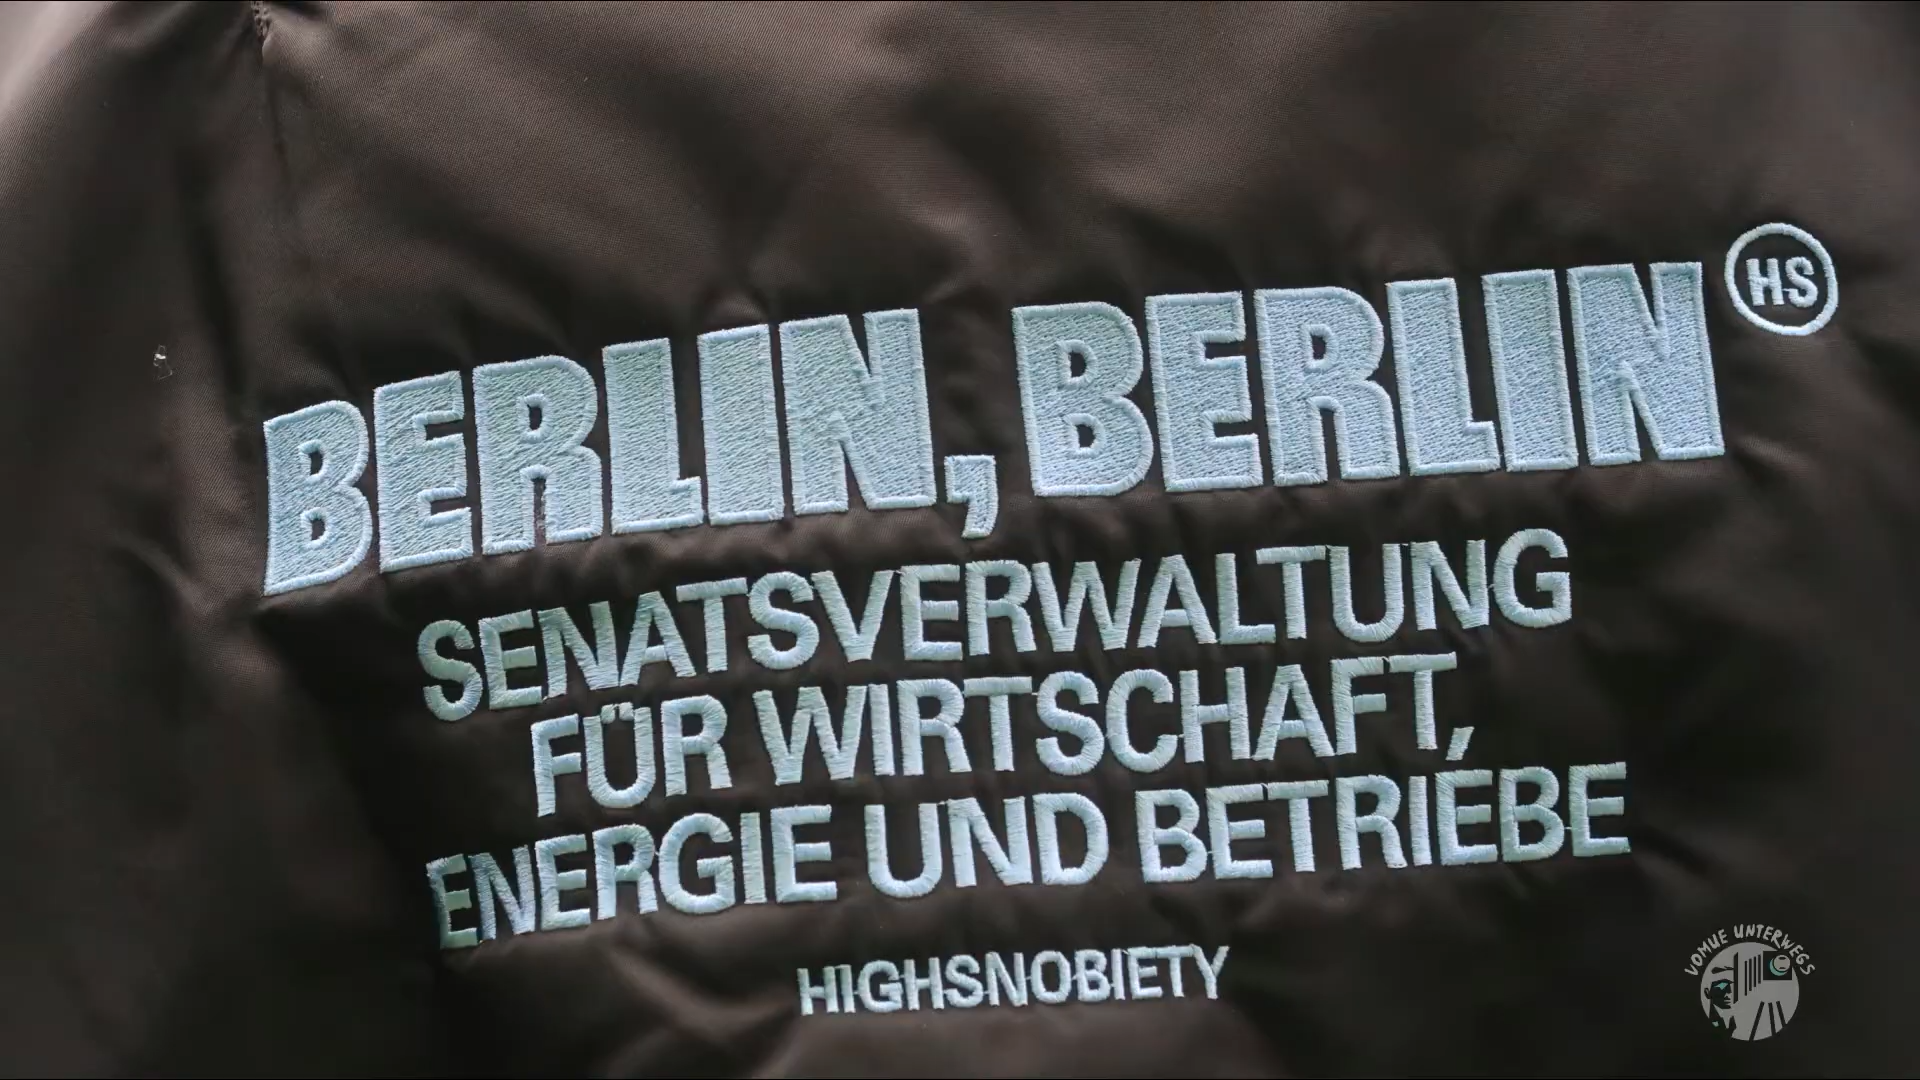 BERLIN, BERLIN HS
SENATSVERWALTUNG
FÜR WIRTSCHAFT,
ENERGIE UND BETRIEBE
HIGHSNOBIETY
VOMUE UNTERWEGS